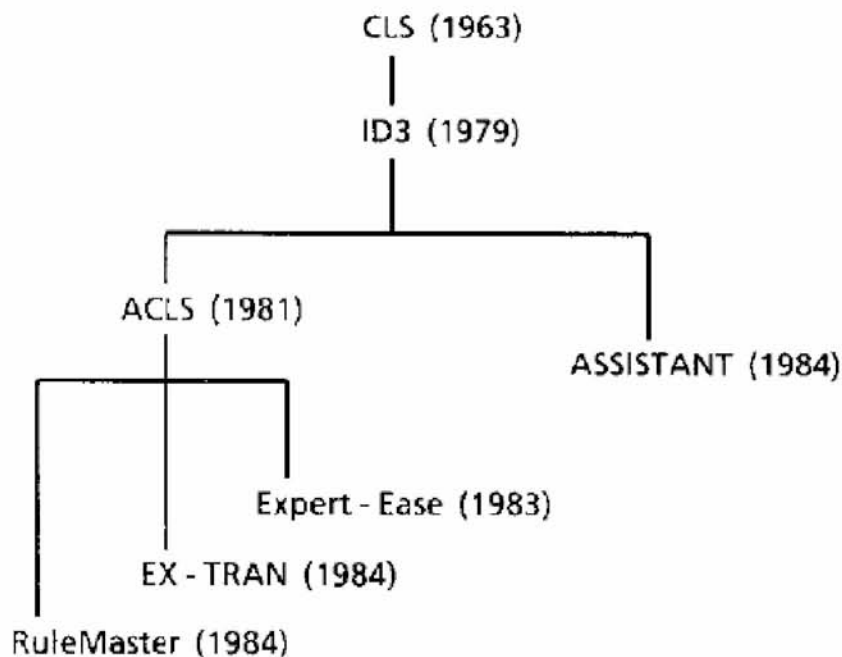 CLS (1963)
ID3 (1979)
ACLS (1981)
ASSISTANT (1984)
Expert - Ease (1983)
EX - TRAN (1984)
RuleMaster (1984)